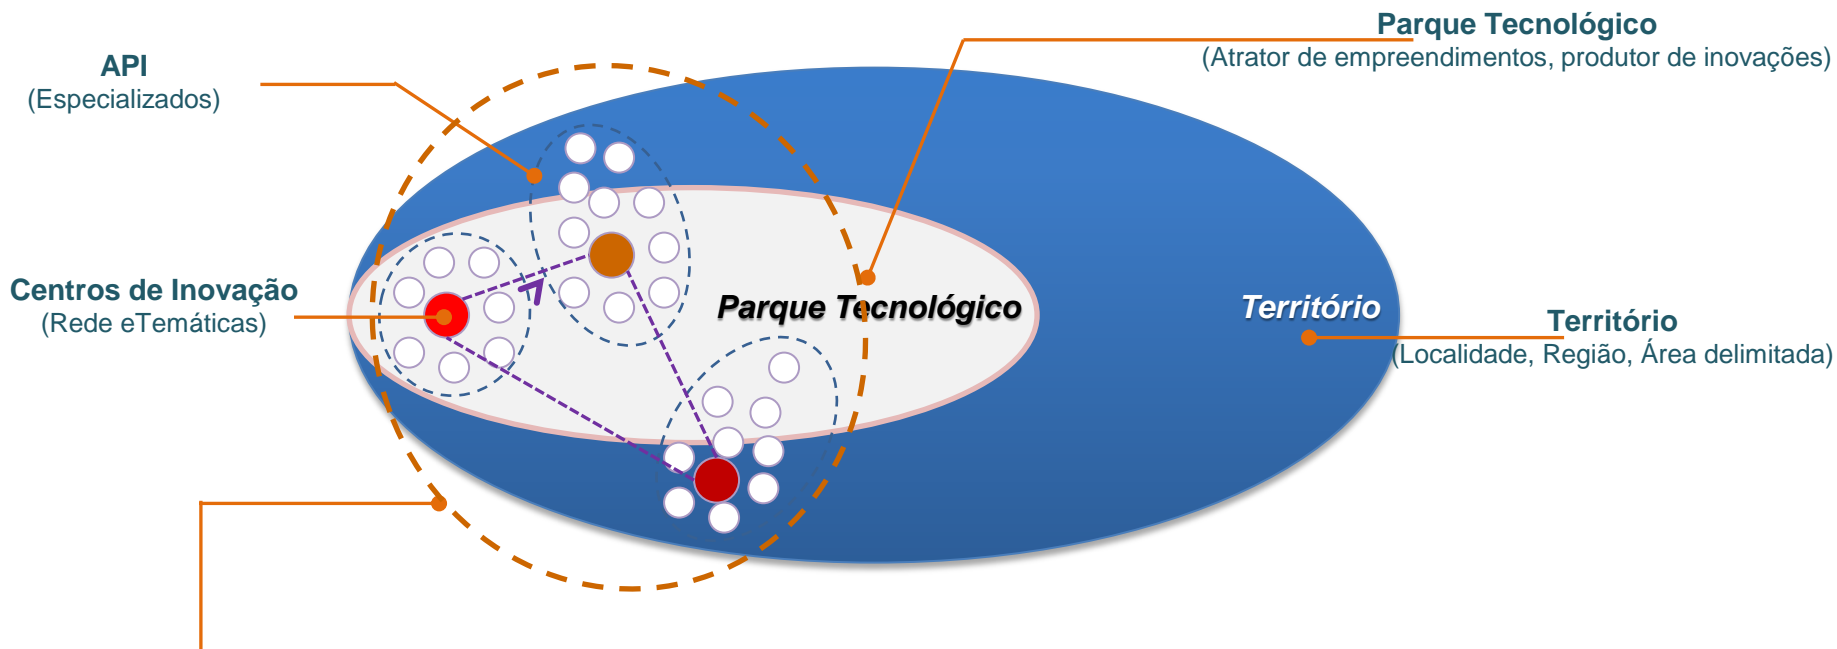 Parque Tecnológico
(Atrator de empreendimentos, produtor de inovações)
API
(Especializados)
Centros de Inovação
(Rede eTemáticas)
Parque Tecnológico
Território
Território
(Localidade, Região, Área delimitada)